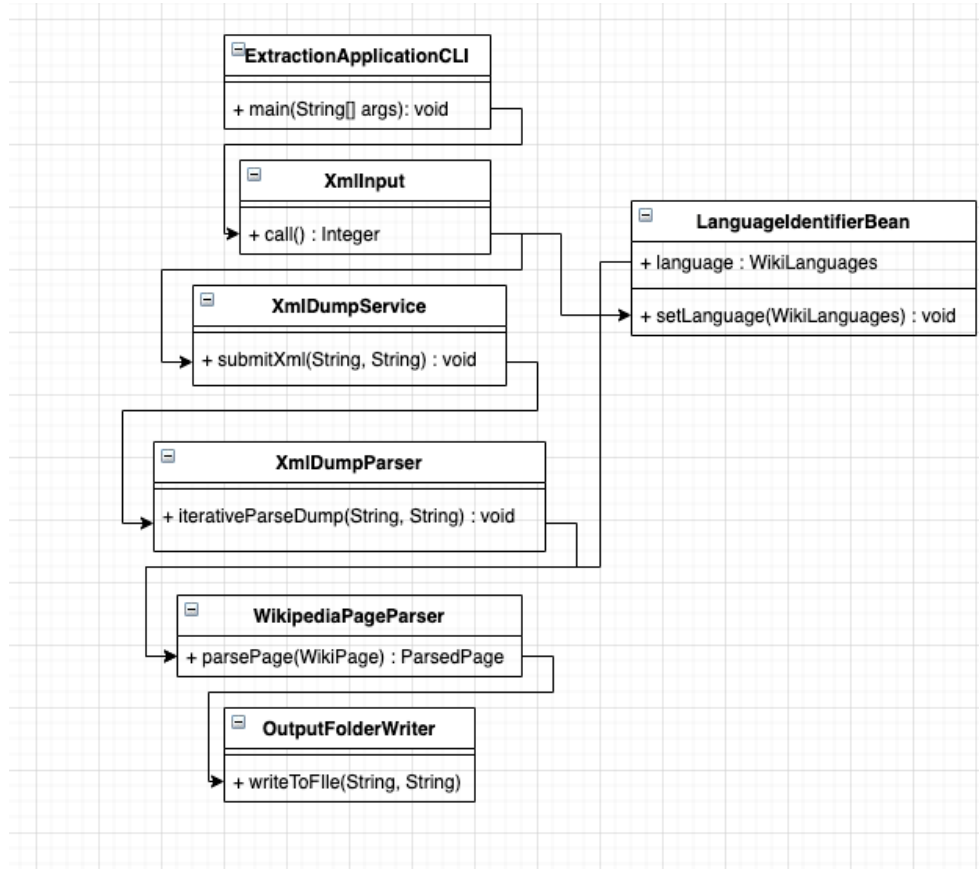 ExtractionApplicationCLI
+ main(String[] args): void
XmlInput
+ call() : Integer
LanguageIdentifierBean
+ language : WikiLanguages
+ setLanguage(WikiLanguages) : void
XmlDumpService
+ submitXml(String, String) : void
XmlDumpParser
+ iterativeParseDump(String, String) : void
WikipediaPageParser
+ parsePage(WikiPage) : ParsedPage
OutputFolderWriter
+ writeToFIle(String, String)